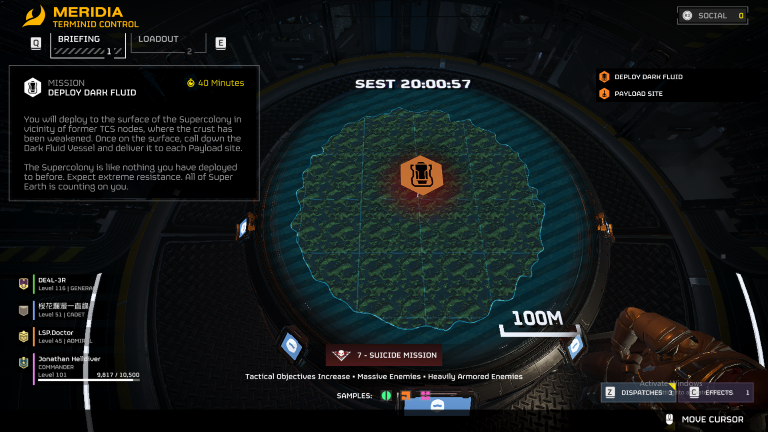 MERIDIA
TERMINID CONTROL
Q
BRIEFING
1
LOADOUT
2
E
SOCIAL 0
MISSION
DEPLOY DARK FLUID
40 Minutes
You will deploy to the surface of the Supercolony in
vicinity of former TCS nodes, where the crust has
been weakened. Once on the surface, call down the
Dark Fluid Vessel and deliver it to each Payload site.
The Supercolony is like nothing you have deployed
to before. Expect extreme resistance. All of Super
Earth is counting on you.
SEST 20:00:57
DEPLOY DARK FLUID
PAYLOAD SITE
DE4L-3R
Level 116 | GENERA
Level 51 | CADET
LSP.Doctor
Level 45 | ADMIRAL
Jonathan Helldiver
COMMANDER
Level 101
9,817 / 10,500
100M
7 - SUICIDE MISSION
Tactical Objectives Increase • Massive Enemies • Heavily Armored Enemies
SAMPLES:
Activate Windows
Z DISPATCHES 3
C EFFECTS 1
MOVE CURSOR